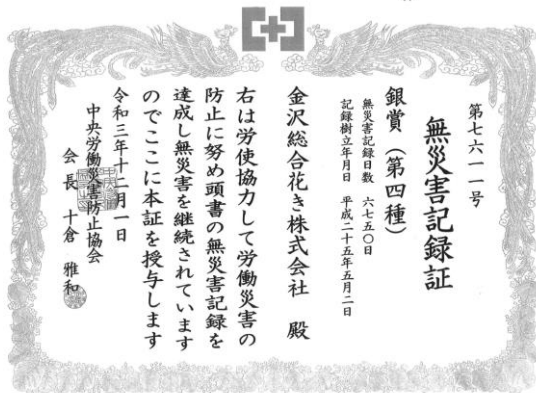 第七六一一号
無災害記録証
銀賞（第四種）
無災害記録日数　六七五〇日
記録樹立年月日　平成二十五年五月二日
金沢総合花き株式会社　殿
右は労使協力して労働災害の
防止に努め頭書の無災害記録を
達成し無災害を継続されています
のでここに本証を授与します
令和三年十二月一日
中央労働災害防止協会
会長　十倉　雅和